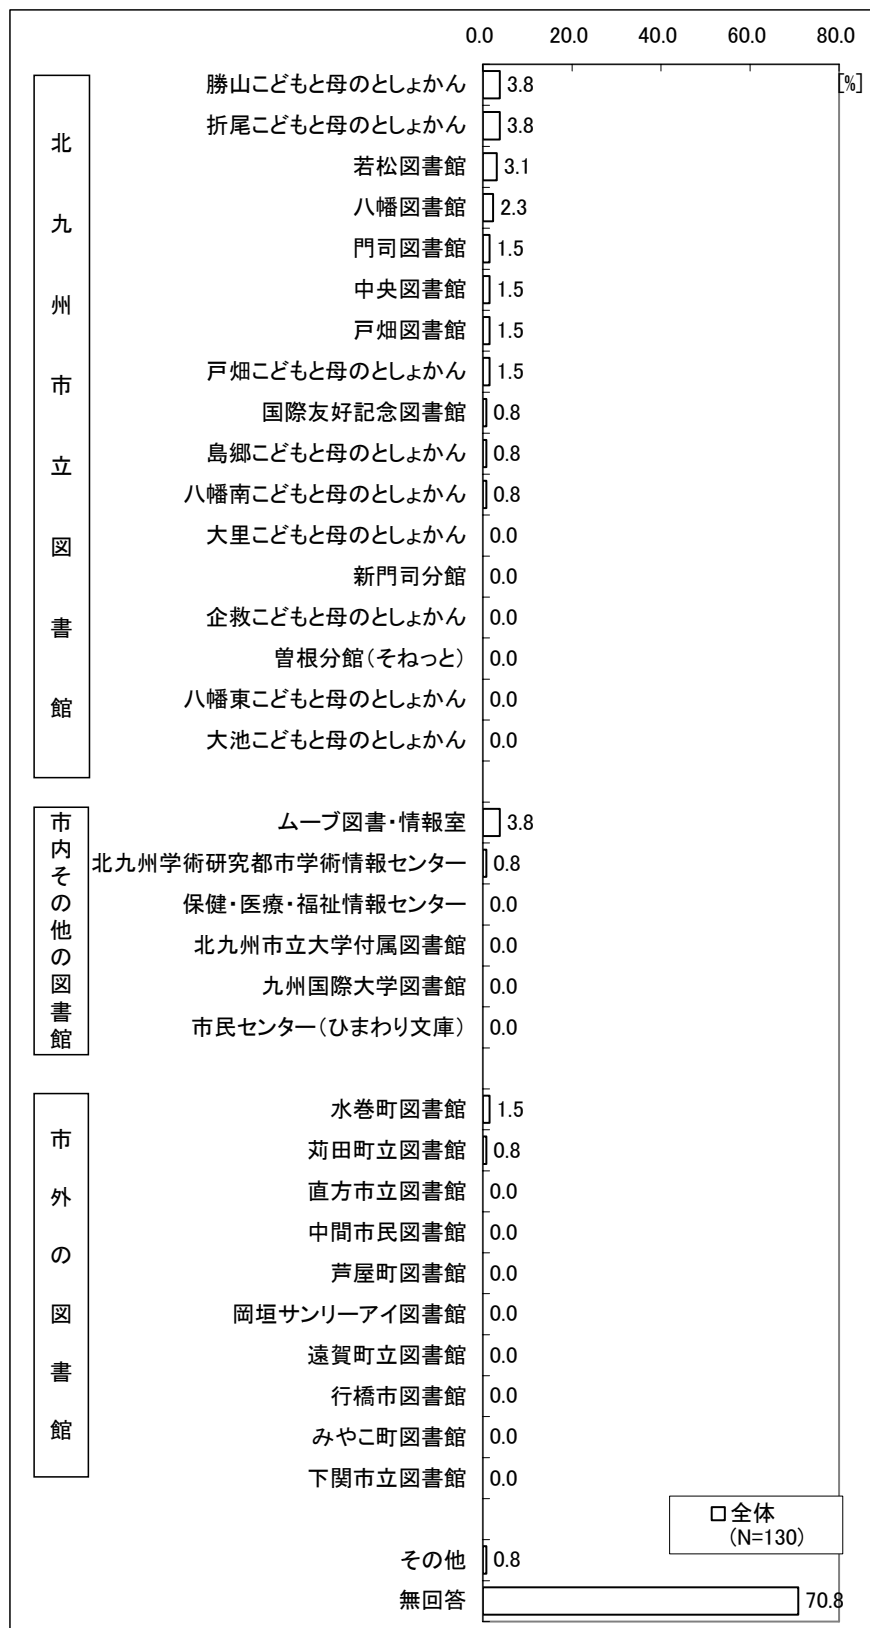 0.0 20.0 40.0 60.0 80.0
[%]
北九州市立図書館
勝山こどもと母のとしょかん 3.8
折尾こどもと母のとしょかん 3.8
若松図書館 3.1
八幡図書館 2.3
門司図書館 1.5
中央図書館 1.5
戸畑図書館 1.5
戸畑こどもと母のとしょかん 1.5
国際友好記念図書館 0.8
島郷こどもと母のとしょかん 0.8
八幡南こどもと母のとしょかん 0.8
大里こどもと母のとしょかん 0.0
新門司分館 0.0
企救こどもと母のとしょかん 0.0
曽根分館(そねっと) 0.0
八幡東こどもと母のとしょかん 0.0
大池こどもと母のとしょかん 0.0
市内その他の図書館
ムーブ図書・情報室 3.8
北九州学術研究都市学術情報センター 0.8
保健・医療・福祉情報センター 0.0
北九州市立大学付属図書館 0.0
九州国際大学図書館 0.0
市民センター(ひまわり文庫) 0.0
市外の図書館
水巻町図書館 1.5
苅田町立図書館 0.8
直方市立図書館 0.0
中間市民図書館 0.0
芦屋町図書館 0.0
岡垣サンリーアイ図書館 0.0
遠賀町立図書館 0.0
行橋市図書館 0.0
みやこ町図書館 0.0
下関市立図書館 0.0
全体
(N=130)
その他 0.8
無回答 70.8